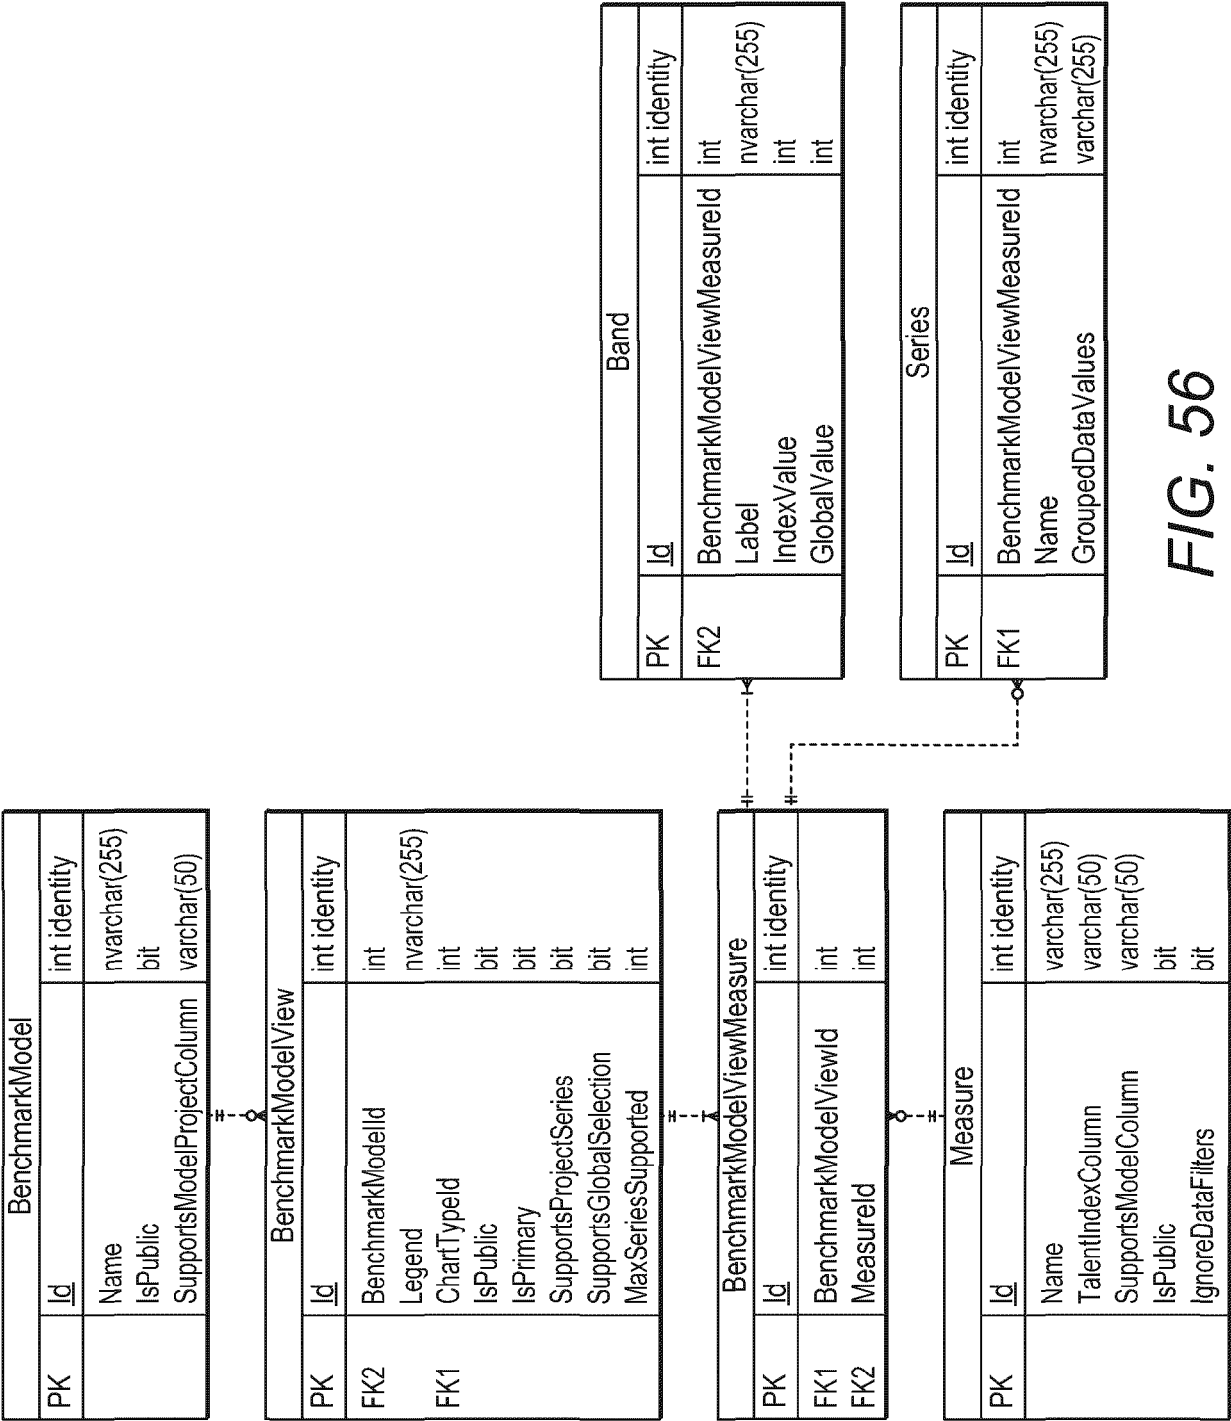 BenchmarkModel
PK Id int identity
Name nvarchar(255)
IsPublic bit
SupportsModelProjectColumn varchar(50)
BenchmarkModelView
PK Id int identity
FK2 BenchmarkModelId int
Legend nvarchar(255)
FK1 ChartTypeId int
IsPublic bit
IsPrimary bit
SupportsProjectSeries bit
SupportsGlobalSelection bit
MaxSeriesSupported int
BenchmarkModelViewMeasure
PK Id int identity
FK1 BenchmarkModelViewId int
FK2 MeasureId int
Measure
PK Id int identity
Name varchar(255)
TalentIndexColumn varchar(50)
SupportsModelColumn varchar(50)
IsPublic bit
IgnoreDataFilters bit
Band
PK Id int identity
FK2 BenchmarkModelViewMeasureId int
Label nvarchar(255)
IndexValue int
GlobalValue int
Series
PK Id int identity
FK1 BenchmarkModelViewMeasureId int
Name nvarchar(255)
GroupedDataValues varchar(255)
FIG. 56